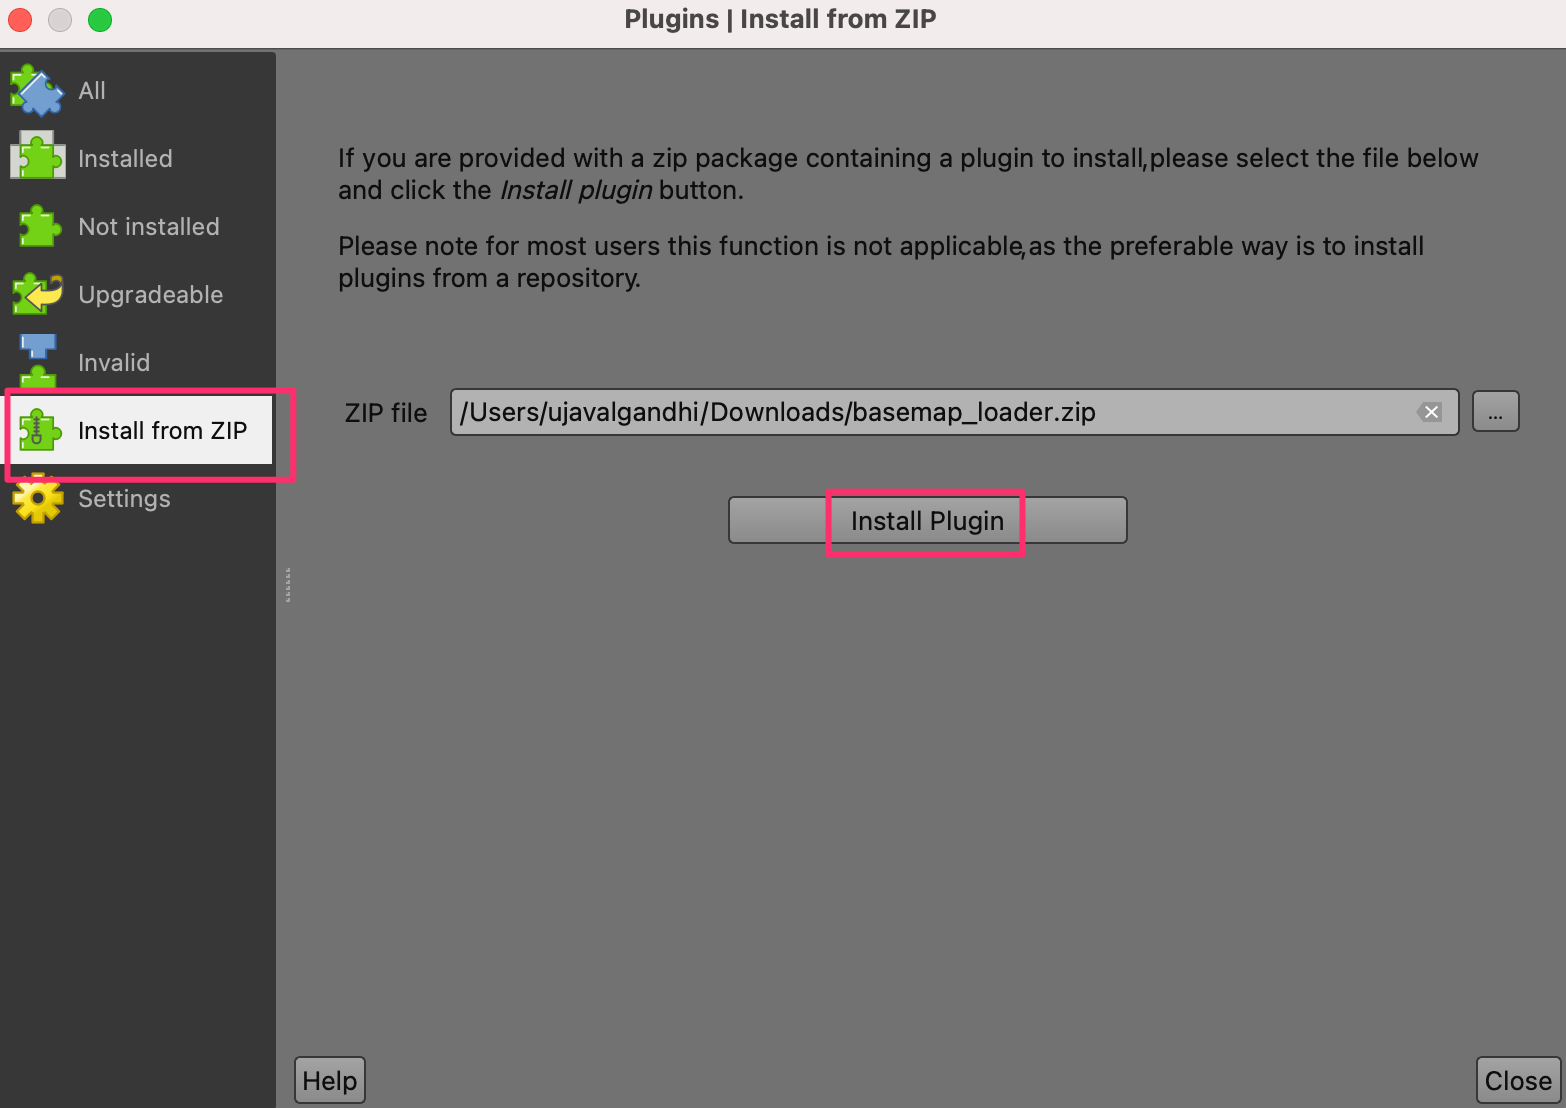 Plugins | Install from ZIP
All
Installed
Not installed
Upgradeable
Invalid
Install from ZIP
Settings
If you are provided with a zip package containing a plugin to install,please select the file below
and click the Install plugin button.
Please note for most users this function is not applicable,as the preferable way is to install
plugins from a repository.
ZIP file /Users/ujavalgandhi/Downloads/basemap_loader.zip ...
Install Plugin
Help Close